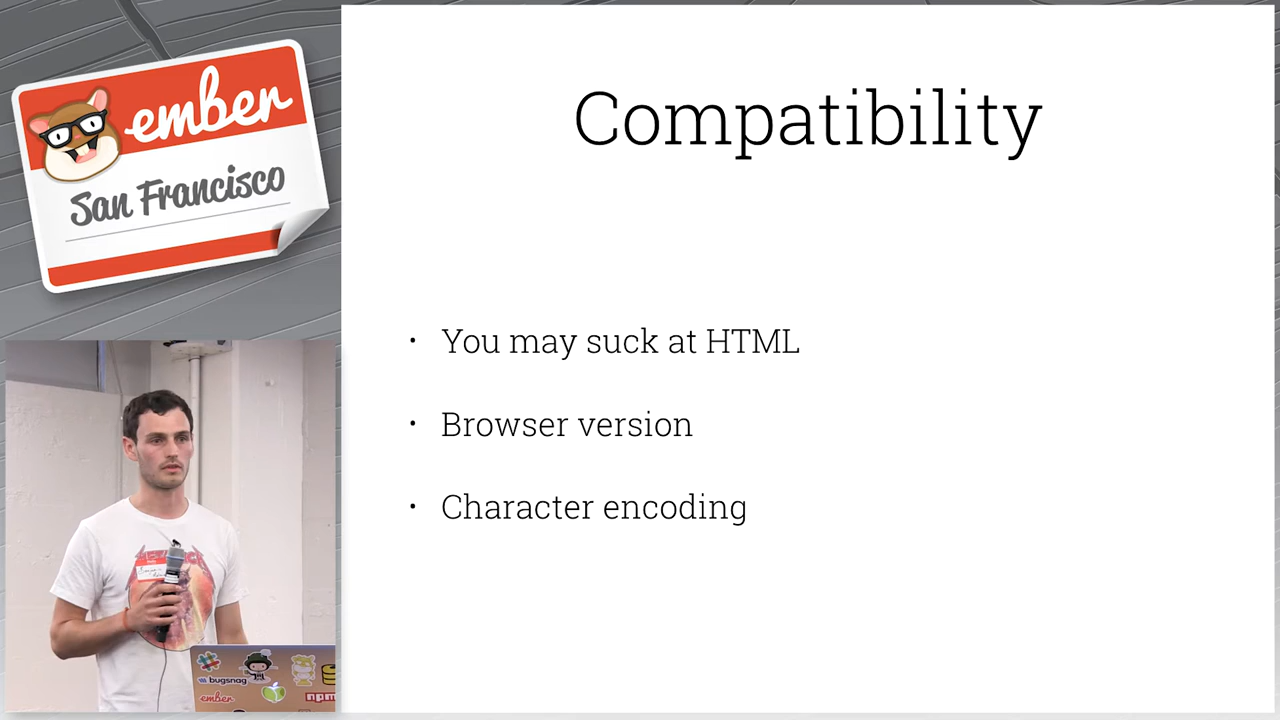 ember
San Francisco
Compatibility
• You may suck at HTML
• Browser version
• Character encoding
bugsnag
ember
npm